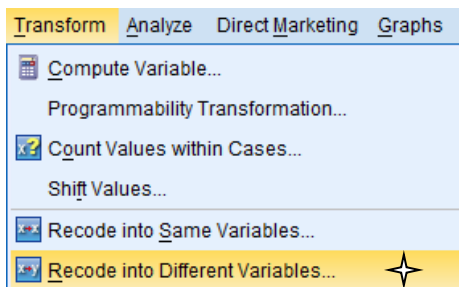 Transform Analyze Direct Marketing Graphs
Compute Variable...
Programmability Transformation...
Count Values within Cases...
Shift Values...
Recode into Same Variables...
Recode into Different Variables...